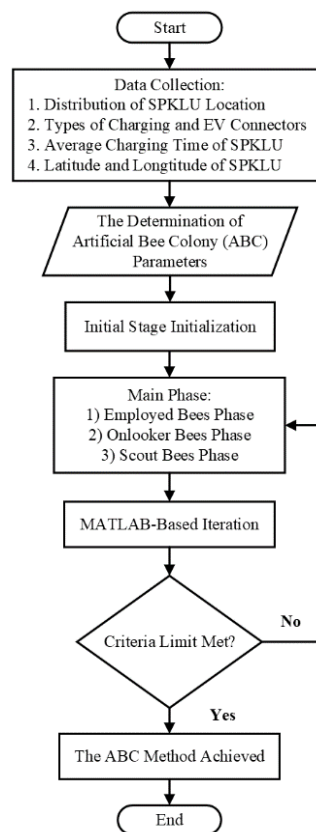 Start
Data Collection:
1. Distribution of SPKLU Location
2. Types of Charging and EV Connectors
3. Average Charging Time of SPKLU
4. Latitude and Longtitude of SPKLU
The Determination of
Artificial Bee Colony (ABC)
Parameters
Initial Stage Initialization
Main Phase:
1) Employed Bees Phase
2) Onlooker Bees Phase
3) Scout Bees Phase
MATLAB-Based Iteration
Criteria Limit Met?
No
Yes
The ABC Method Achieved
End